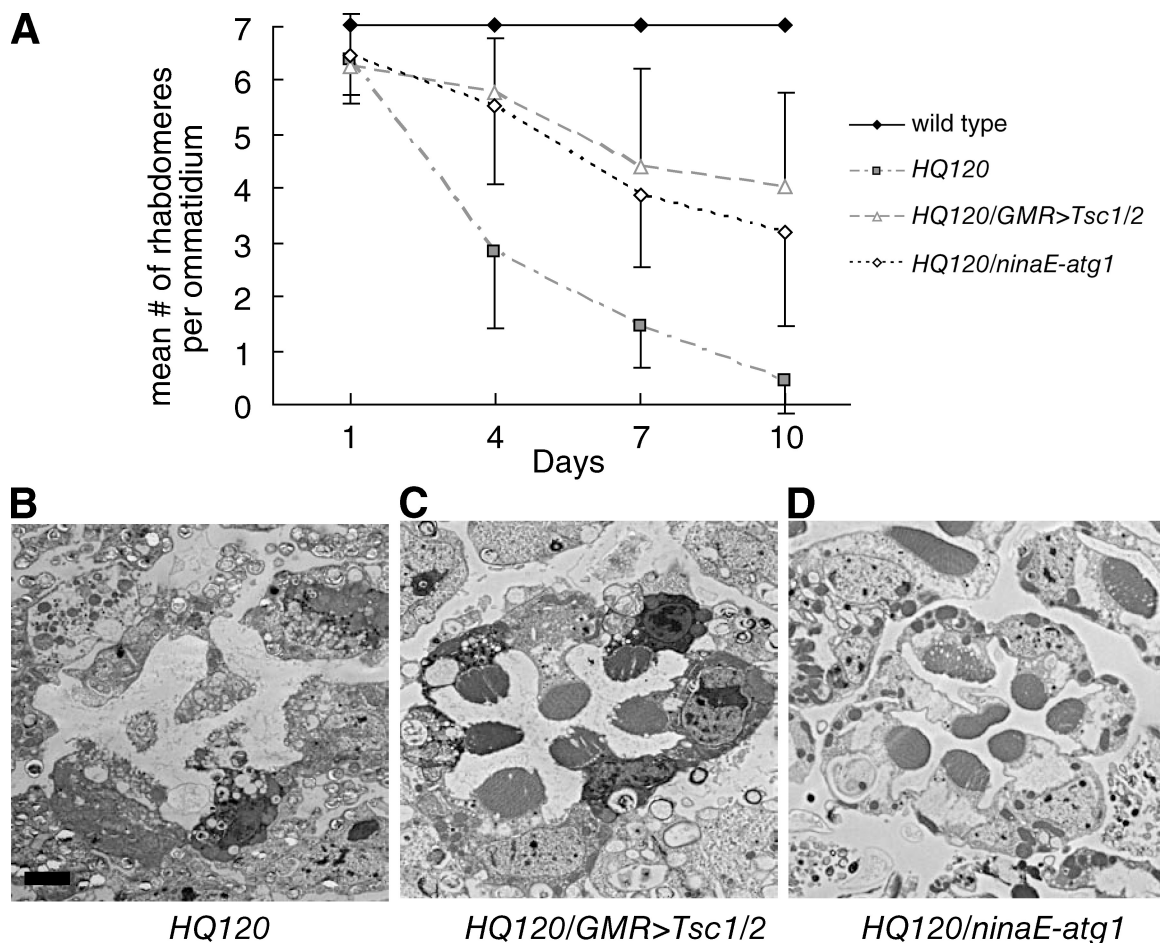 A
7
6
5
4
3
2
1
0
mean # of rhabdomeres
per ommatidium
1 4 7 10
Days
wild type
HQ120
HQ120/GMR>Tsc1/2
HQ120/ninaE-atg1
B C D
HQ120 HQ120/GMR>Tsc1/2 HQ120/ninaE-atg1